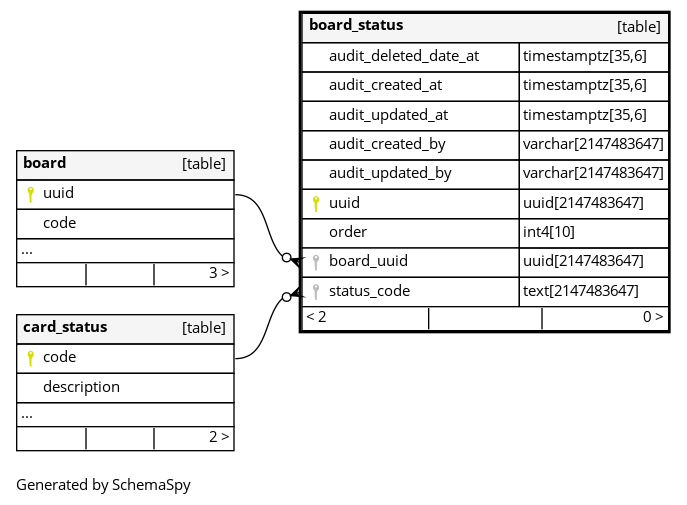 board_status [table]
audit_deleted_date_at timestamptz[35,6]
audit_created_at timestamptz[35,6]
audit_updated_at timestamptz[35,6]
audit_created_by varchar[2147483647]
audit_updated_by varchar[2147483647]
uuid uuid[2147483647]
order int4[10]
board_uuid uuid[2147483647]
status_code text[2147483647]
< 2 0 >
board [table]
uuid
code
...
3 >
card_status [table]
code
description
...
2 >
Generated by SchemaSpy